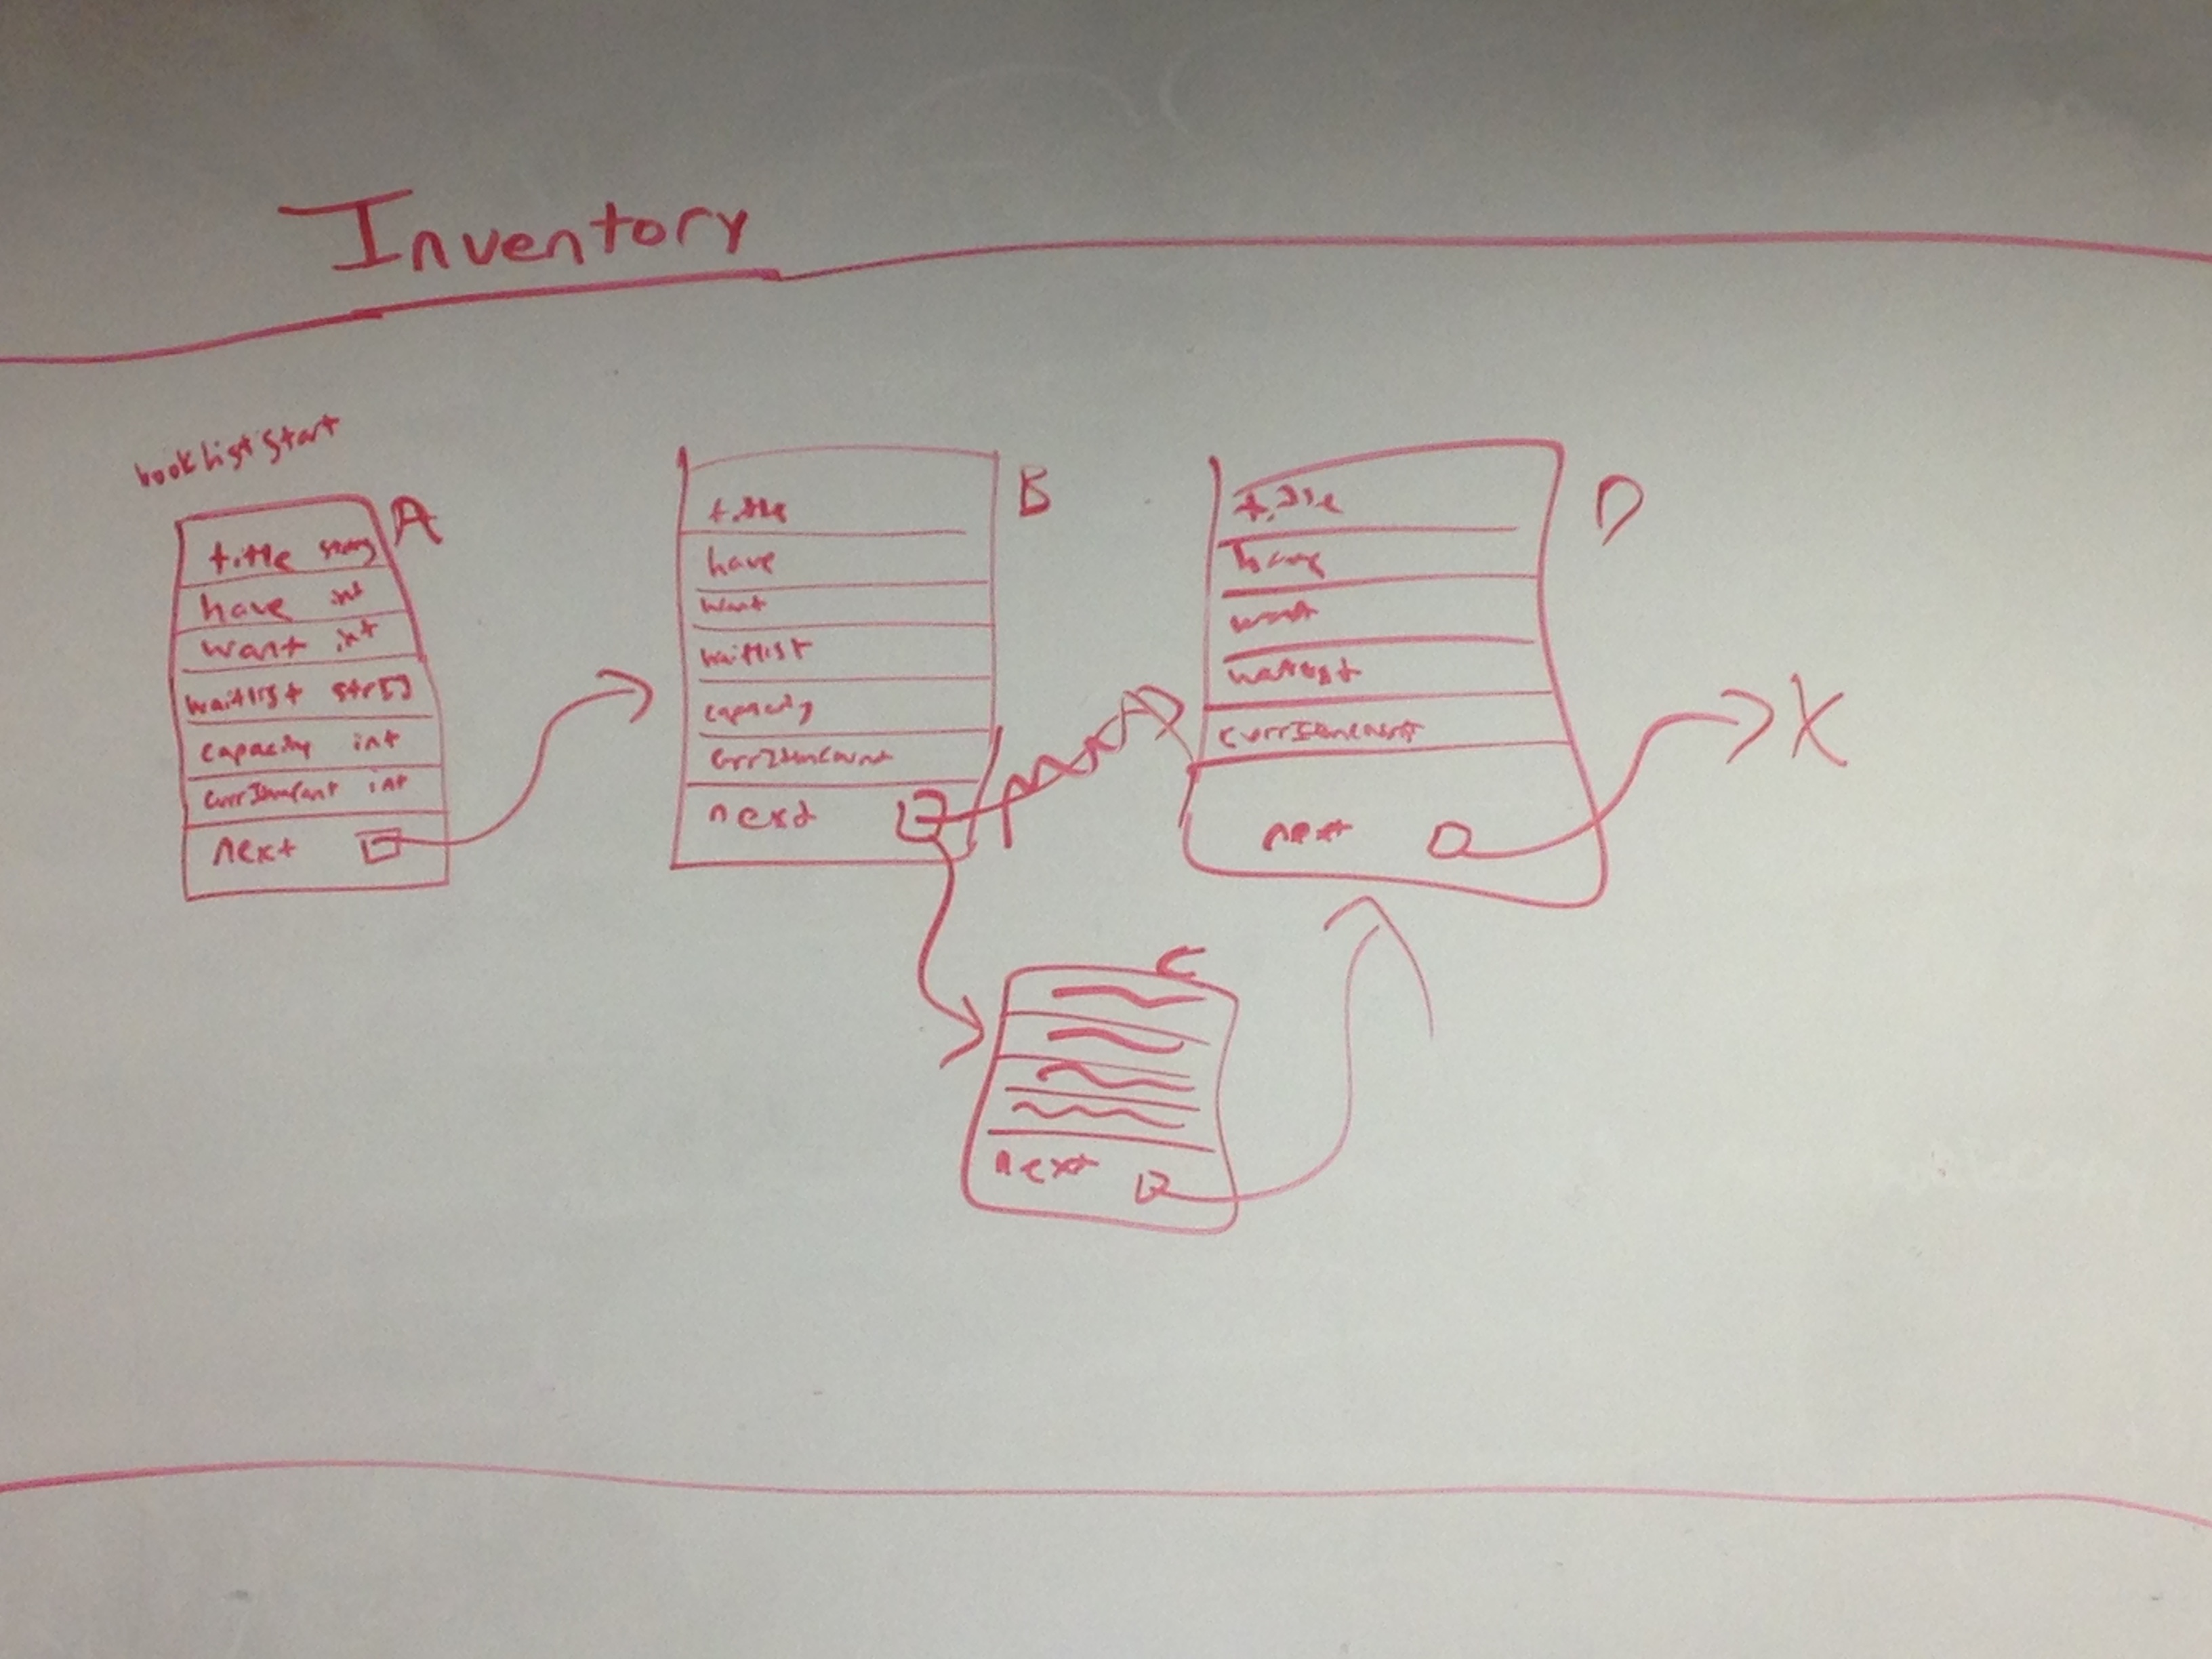 Inventory
booklist start
A
title string
have int
want int
waitlist str[]
capacity int
currItemCount int
next
B
title
have
want
waitlist
capacity
currItemCount
next
D
title
have
want
waitlist
currItemCount
next
X
C
next